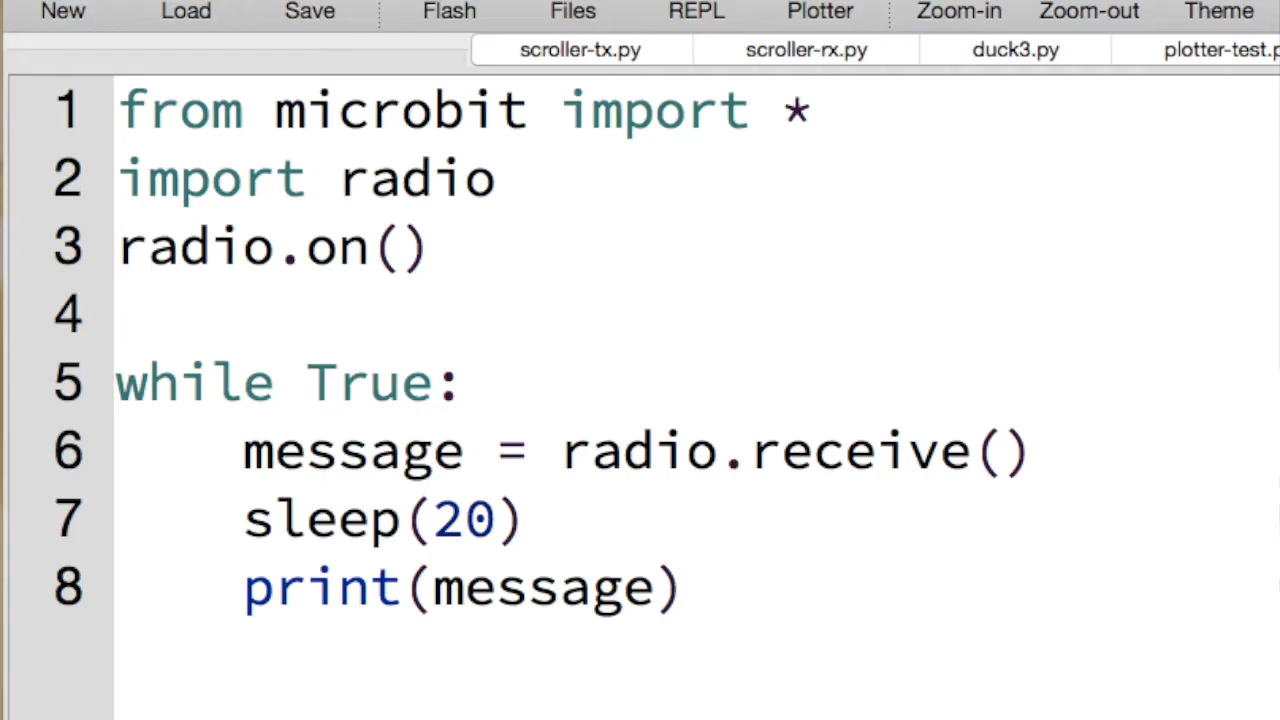 New Load Save Flash Files REPL Plotter Zoom-in Zoom-out Theme
scroller-tx.py scroller-rx.py duck3.py plotter-test.p
1 from microbit import *
2 import radio
3 radio.on()
4
5 while True:
6     message = radio.receive()
7     sleep(20)
8     print(message)